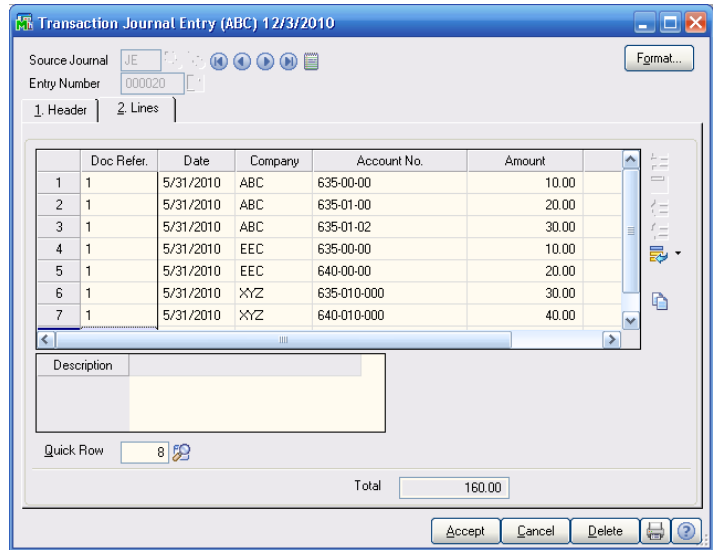 Transaction Journal Entry (ABC) 12/3/2010
Source Journal JE
Format...
Entry Number 000020
1. Header 2. Lines
Doc Refer. Date Company Account No. Amount
1 1 5/31/2010 ABC 635-00-00 10.00
2 1 5/31/2010 ABC 635-01-00 20.00
3 1 5/31/2010 ABC 635-01-02 30.00
4 1 5/31/2010 EEC 635-00-00 10.00
5 1 5/31/2010 EEC 640-00-00 20.00
6 1 5/31/2010 XYZ 635-010-000 30.00
7 1 5/31/2010 XYZ 640-010-000 40.00
Description
Quick Row 8
Total 160.00
Accept Cancel Delete